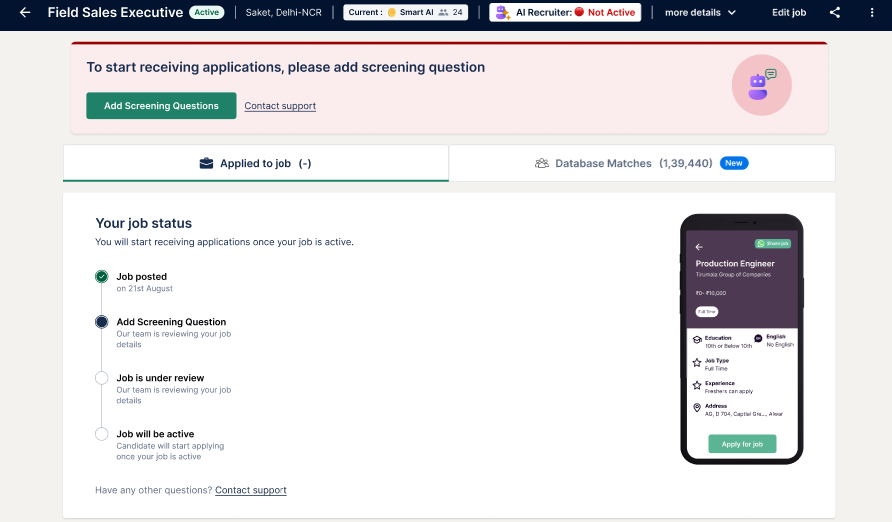 Field Sales Executive Active Saket, Delhi-NCR Current : Smart AI 24 AI Recruiter: Not Active more details Edit job
To start receiving applications, please add screening question
Add Screening Questions Contact support
Applied to job (-)
Database Matches (1,39,440) New
Your job status
You will start receiving applications once your job is active.
Job posted
on 21st August
Add Screening Question
Our team is reviewing your job
details
Job is under review
Our team is reviewing your job
details
Job will be active
Candidate will start applying
once your job is active
Have any other questions? Contact support
Share job
Production Engineer
Tirumala Group of Companies
₹0- ₹10,000
Full Time
Education
10th or Below 10th
English
No English
Job Type
Full Time
Experience
Freshers can apply
Address
AG, D 704, Capital Gre..., Alwar
Apply for job